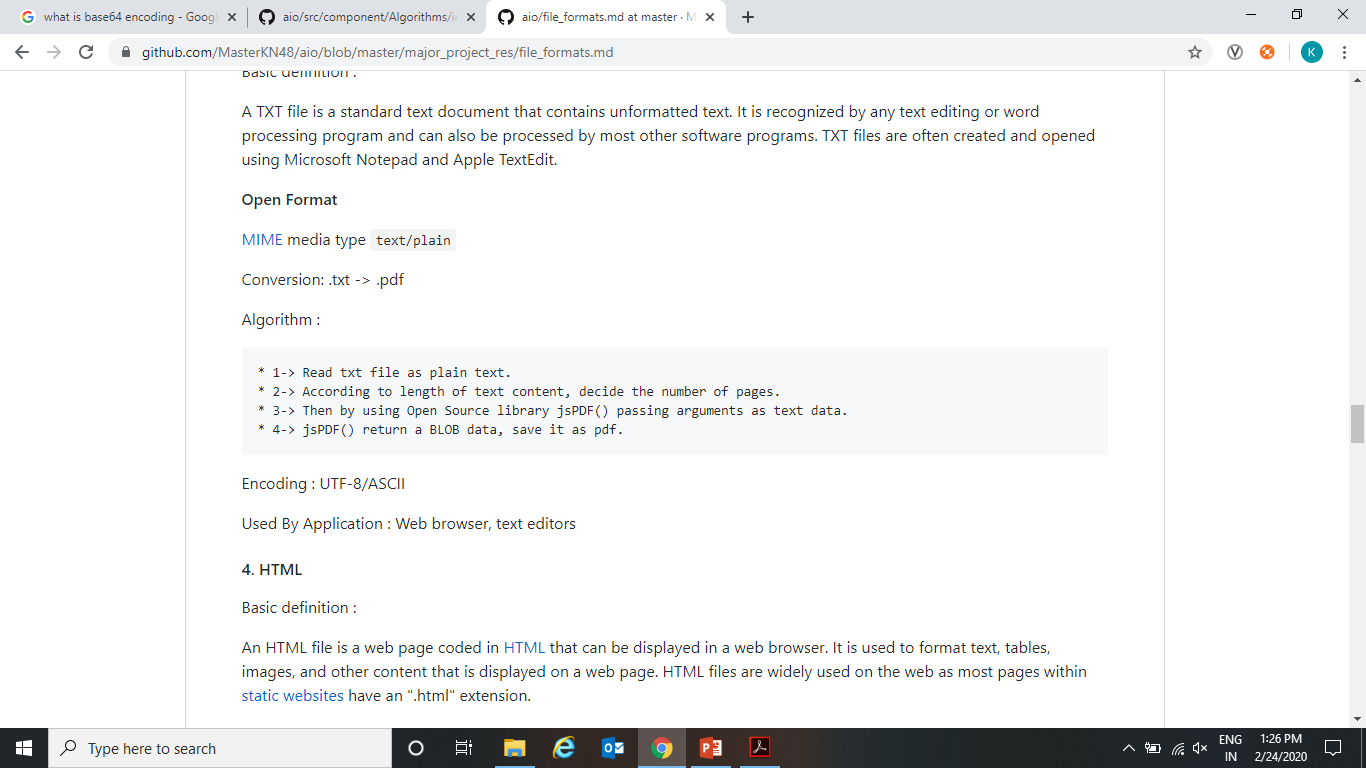 what is base64 encoding - Goog
aio/src/component/Algorithms/i
aio/file_formats.md at master · M
github.com/MasterKN48/aio/blob/master/major_project_res/file_formats.md
K
Basic definition :
A TXT file is a standard text document that contains unformatted text. It is recognized by any text editing or word
processing program and can also be processed by most other software programs. TXT files are often created and opened
using Microsoft Notepad and Apple TextEdit.
Open Format
MIME media type text/plain
Conversion: .txt -> .pdf
Algorithm :
* 1-> Read txt file as plain text.
* 2-> According to length of text content, decide the number of pages.
* 3-> Then by using Open Source library jsPDF() passing arguments as text data.
* 4-> jsPDF() return a BLOB data, save it as pdf.
Encoding : UTF-8/ASCII
Used By Application : Web browser, text editors
4. HTML
Basic definition :
An HTML file is a web page coded in HTML that can be displayed in a web browser. It is used to format text, tables,
images, and other content that is displayed on a web page. HTML files are widely used on the web as most pages within
static websites have an ".html" extension.
Type here to search
ENG
IN
1:26 PM
2/24/2020